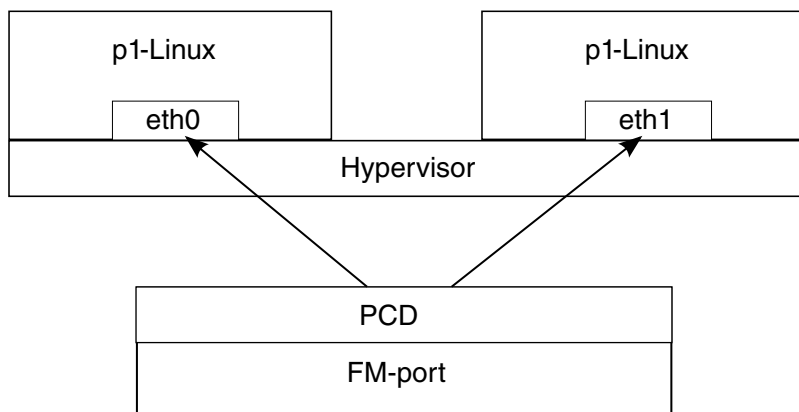 p1-Linux
p1-Linux
eth0
eth1
Hypervisor
PCD
FM-port